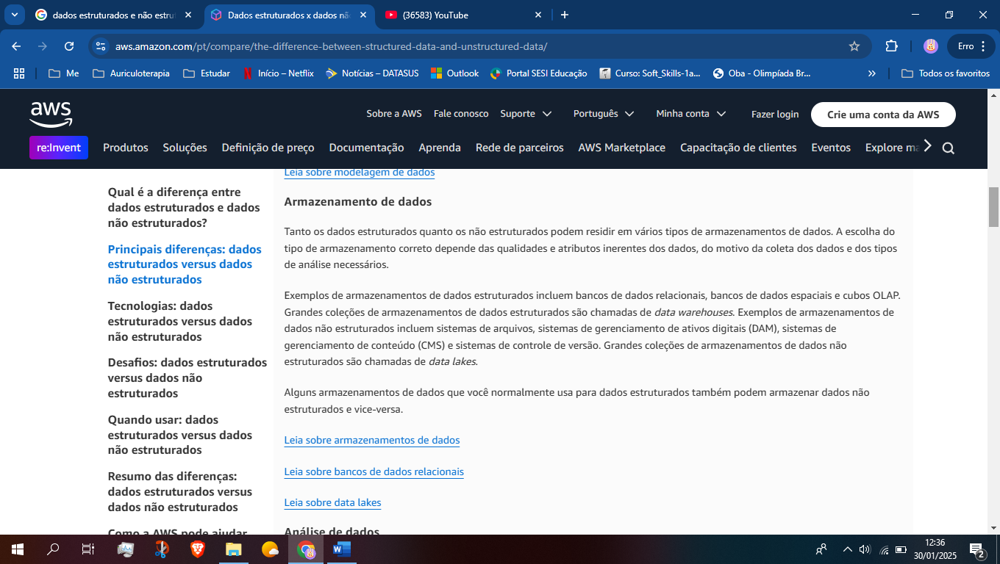 dados estruturados e não estru
Dados estruturados x dados nã
(36583) YouTube
aws.amazon.com/pt/compare/the-difference-between-structured-data-and-unstructured-data/
Erro
Me
Auriculoterapia
Estudar
Início – Netflix
Notícias – DATASUS
Outlook
Portal SESI Educação
Curso: Soft_Skills-1a...
Oba - Olimpíada Br...
Todos os favoritos
aws
Sobre a AWS
Fale conosco
Suporte
Português
Minha conta
Fazer login
Crie uma conta da AWS
re:Invent
Produtos
Soluções
Definição de preço
Documentação
Aprenda
Rede de parceiros
AWS Marketplace
Capacitação de clientes
Eventos
Explore ma
Qual é a diferença entre
dados estruturados e dados
não estruturados?
Principais diferenças: dados
estruturados versus dados
não estruturados
Tecnologias: dados
estruturados versus dados
não estruturados
Desafios: dados estruturados
versus dados não
estruturados
Quando usar: dados
estruturados versus dados
não estruturados
Resumo das diferenças:
dados estruturados versus
dados não estruturados
Como a AWS pode ajudar
Leia sobre modelagem de dados
Armazenamento de dados
Tanto os dados estruturados quanto os não estruturados podem residir em vários tipos de armazenamentos de dados. A escolha do
tipo de armazenamento correto depende das qualidades e atributos inerentes dos dados, do motivo da coleta dos dados e dos tipos
de análise necessários.
Exemplos de armazenamentos de dados estruturados incluem bancos de dados relacionais, bancos de dados espaciais e cubos OLAP.
Grandes coleções de armazenamentos de dados estruturados são chamadas de data warehouses. Exemplos de armazenamentos de
dados não estruturados incluem sistemas de arquivos, sistemas de gerenciamento de ativos digitais (DAM), sistemas de
gerenciamento de conteúdo (CMS) e sistemas de controle de versão. Grandes coleções de armazenamentos de dados não
estruturados são chamadas de data lakes.
Alguns armazenamentos de dados que você normalmente usa para dados estruturados também podem armazenar dados não
estruturados e vice-versa.
Leia sobre armazenamentos de dados
Leia sobre bancos de dados relacionais
Leia sobre data lakes
Análise de dados
12:36
30/01/2025
2